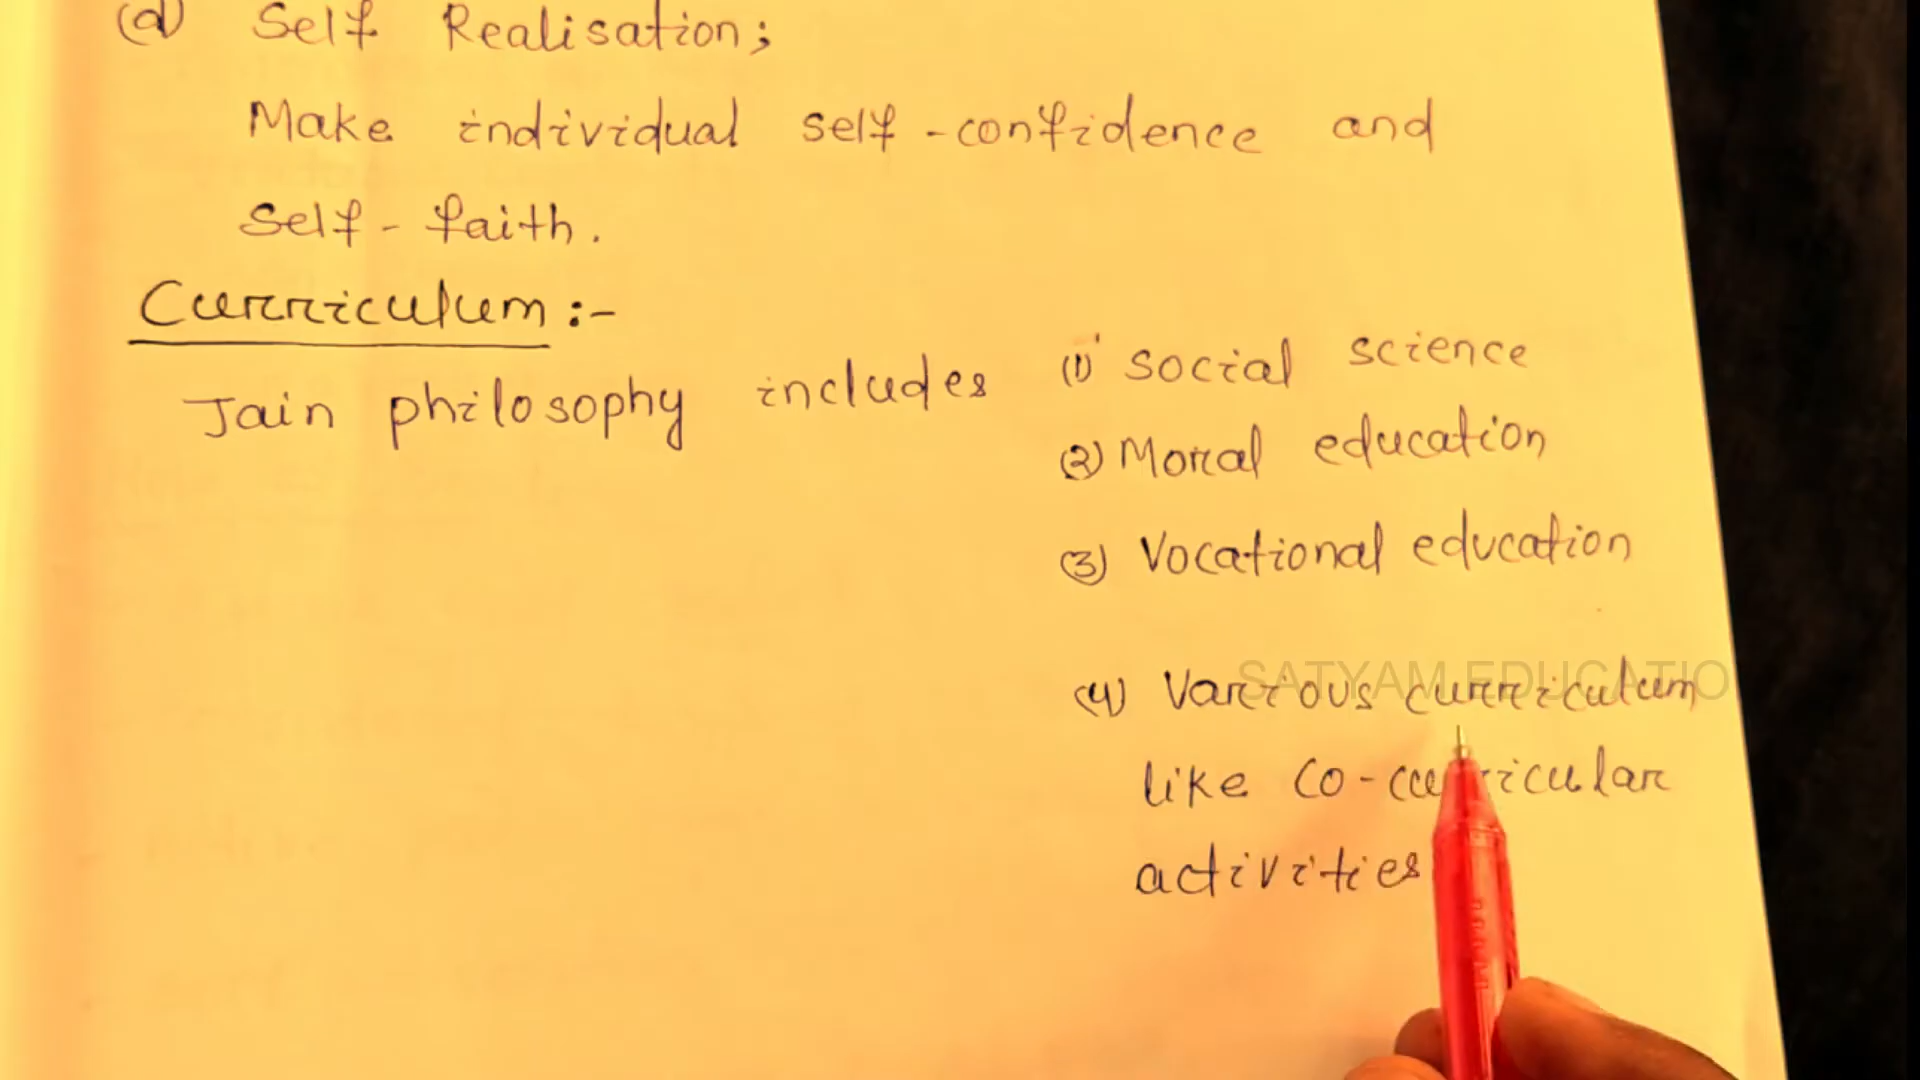 (d) Self Realisation;
Make individual self-confidence and
Self-faith.
Curriculum :-
Jain philosophy includes (1) Social science
(2) Moral education
(3) Vocational education
(4) Various curriculum
like Co-curricular
activities
SATYAM EDUCATIO